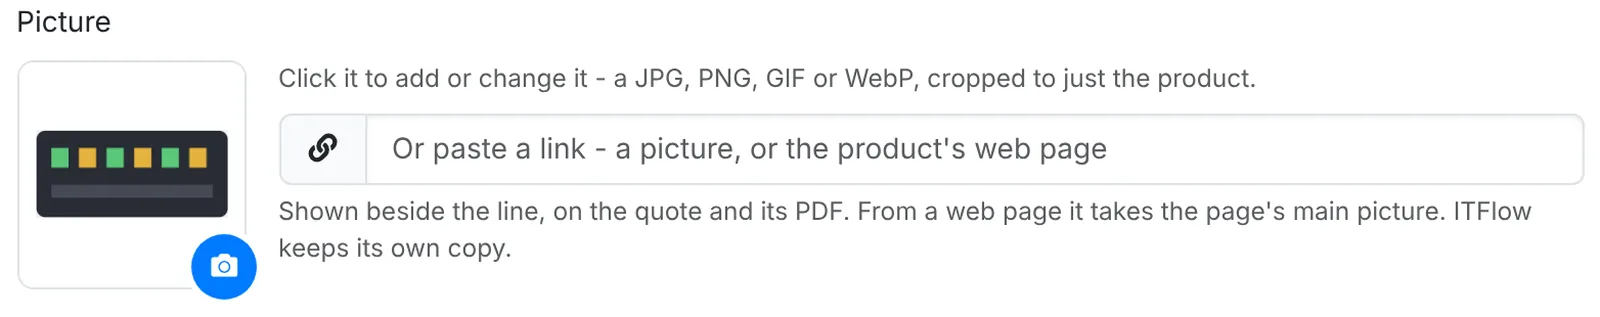 Picture
Click it to add or change it - a JPG, PNG, GIF or WebP, cropped to just the product.
Or paste a link - a picture, or the product's web page
Shown beside the line, on the quote and its PDF. From a web page it takes the page's main picture. ITFlow
keeps its own copy.